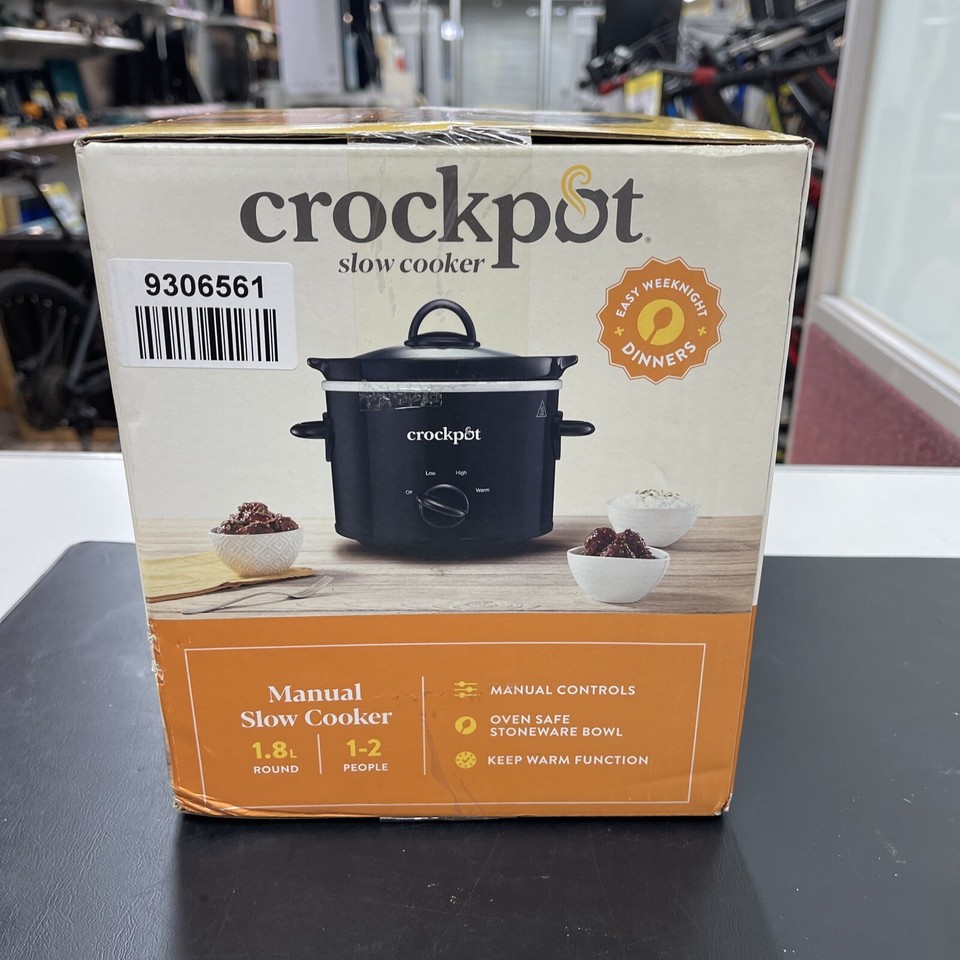 crockpot
slow cooker
9306561
EASY WEEKNIGHT
DINNERS
crockpot
Low High
Off Warm
Manual
Slow Cooker
1.8L
ROUND
1-2
PEOPLE
MANUAL CONTROLS
OVEN SAFE
STONEWARE BOWL
KEEP WARM FUNCTION